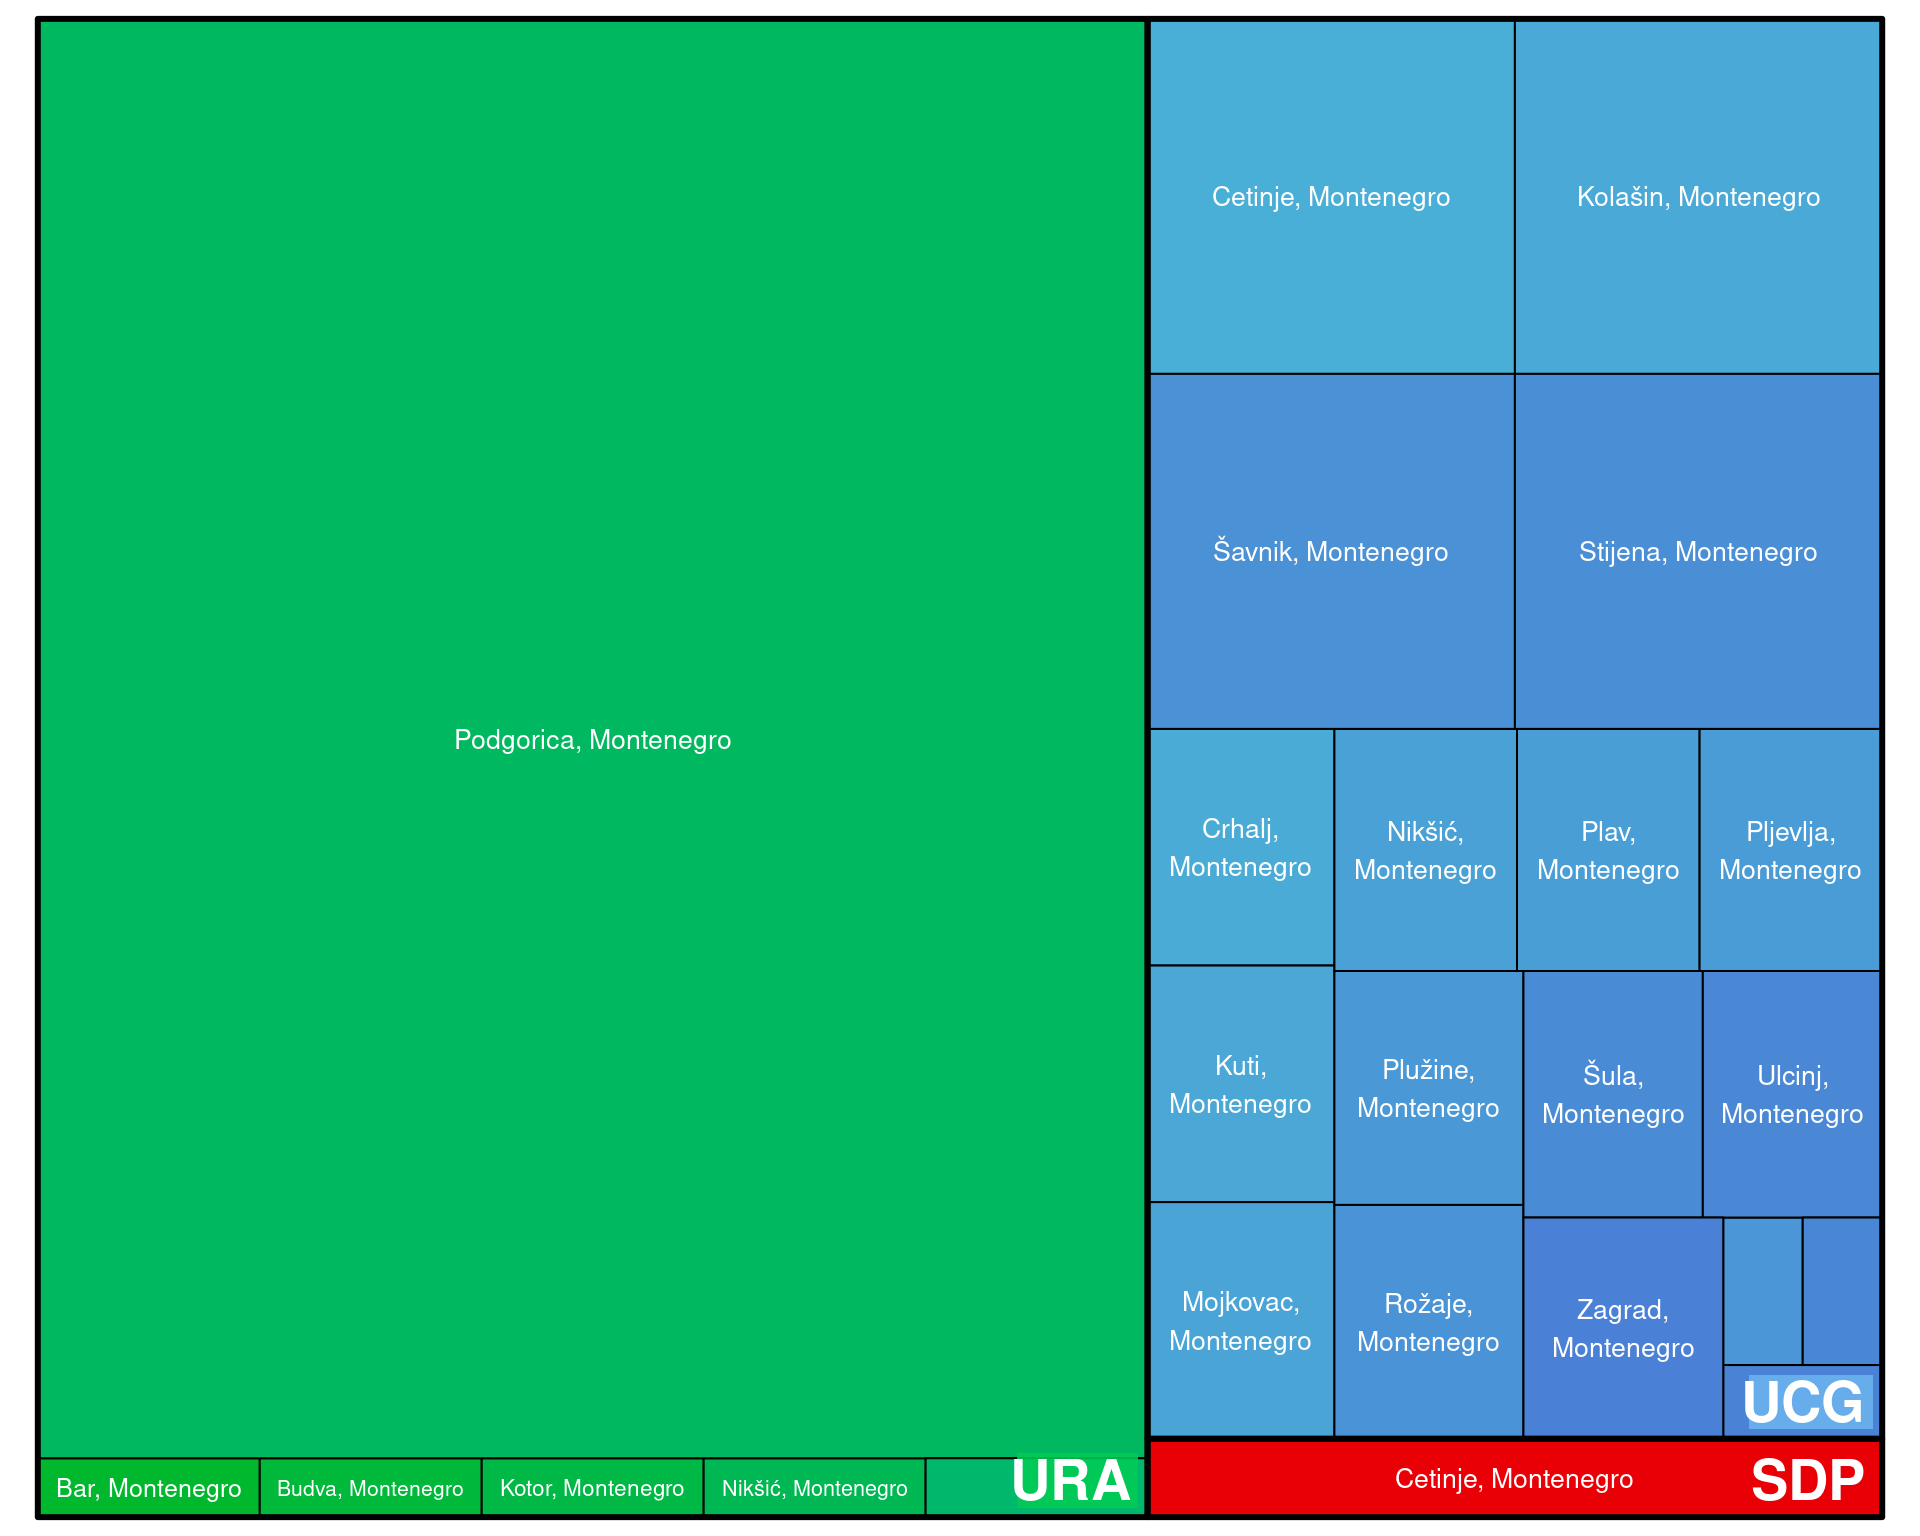 Podgorica, Montenegro
Bar, Montenegro
Budva, Montenegro
Kotor, Montenegro
Nikšić, Montenegro
URA
Cetinje, Montenegro
Kolašin, Montenegro
Šavnik, Montenegro
Stijena, Montenegro
Crhalj,
Montenegro
Nikšić,
Montenegro
Plav,
Montenegro
Pljevlja,
Montenegro
Kuti,
Montenegro
Plužine,
Montenegro
Šula,
Montenegro
Ulcinj,
Montenegro
Mojkovac,
Montenegro
Rožaje,
Montenegro
Zagrad,
Montenegro
UCG
Cetinje, Montenegro
SDP